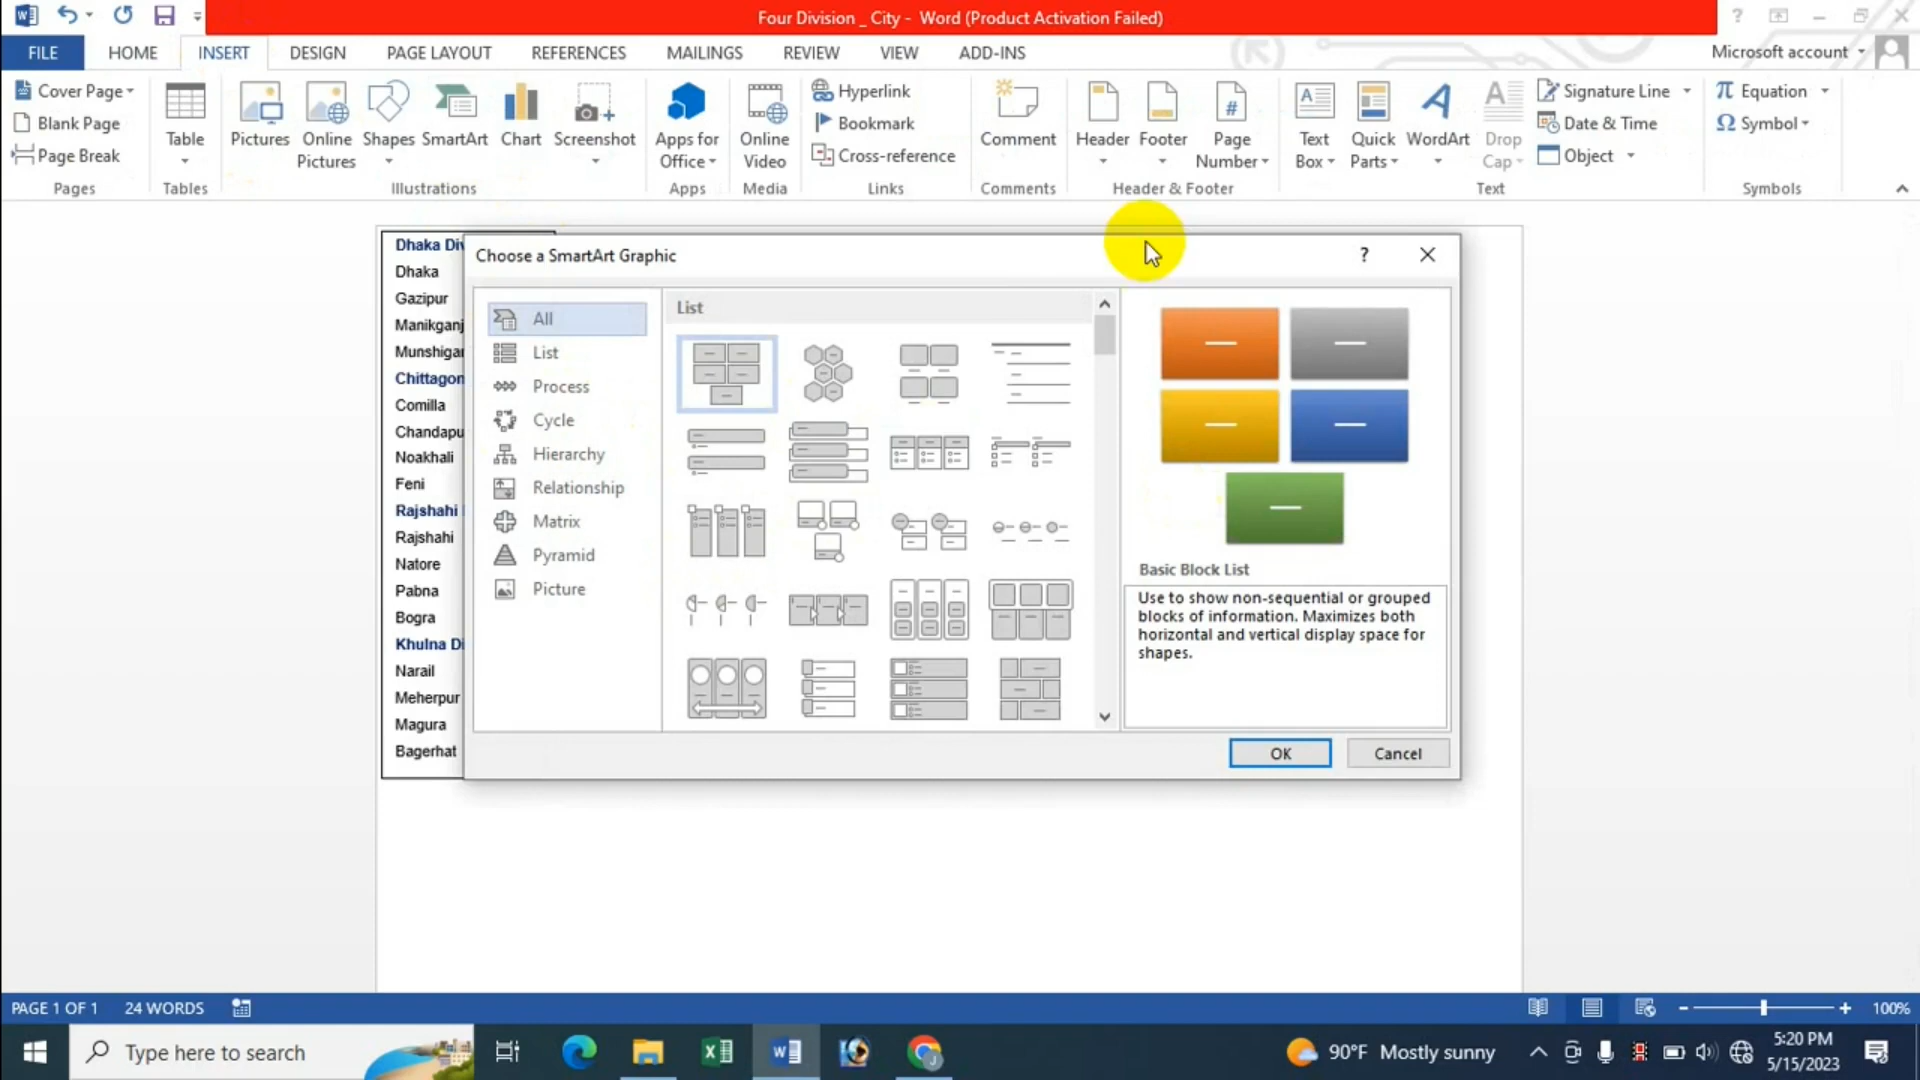 Four Division _ City - Word (Product Activation Failed)
FILE HOME INSERT DESIGN PAGE LAYOUT REFERENCES MAILINGS REVIEW VIEW ADD-INS Microsoft account
Cover Page
Blank Page
Page Break
Pages
Table
Tables
Pictures
Online Pictures
Shapes
SmartArt
Chart
Screenshot
Illustrations
Apps for Office
Apps
Online Video
Media
Hyperlink
Bookmark
Cross-reference
Links
Comment
Comments
Header
Footer
Page Number
Header & Footer
Text Box
Quick Parts
WordArt
Drop Cap
Signature Line
Date & Time
Object
Text
Equation
Symbol
Symbols
Dhaka Div
Dhaka
Gazipur
Manikganj
Munshigan
Chittagon
Comilla
Chandapu
Noakhali
Feni
Rajshahi
Rajshahi
Natore
Pabna
Bogra
Khulna Di
Narail
Meherpur
Magura
Bagerhat
Choose a SmartArt Graphic
All
List
Process
Cycle
Hierarchy
Relationship
Matrix
Pyramid
Picture
List
Basic Block List
Use to show non-sequential or grouped
blocks of information. Maximizes both
horizontal and vertical display space for
shapes.
OK Cancel
PAGE 1 OF 1 24 WORDS 100%
Type here to search
90°F Mostly sunny
5:20 PM
5/15/2023